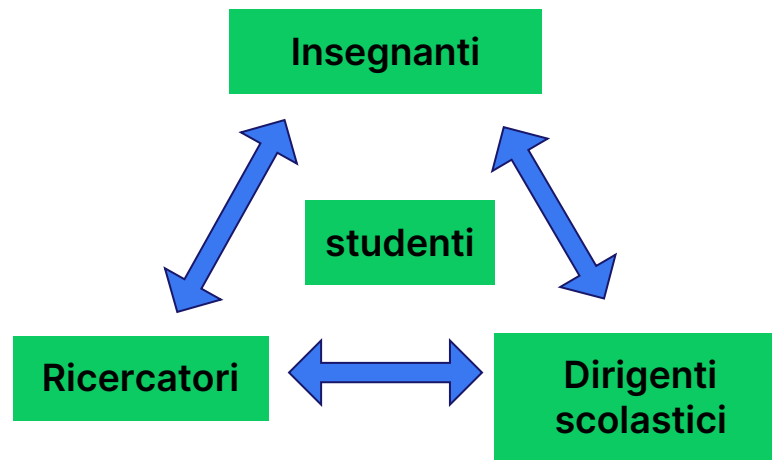 Insegnanti
studenti
Ricercatori
Dirigenti
scolastici